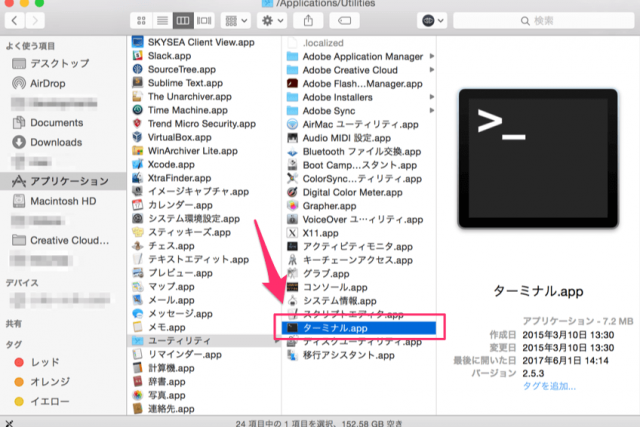 /Applications/Utilities
検索
よく使う項目
デスクトップ
AirDrop
Documents
Downloads
アプリケーション
Macintosh HD
Creative Cloud…
デバイス
共有
タグ
レッド
オレンジ
イエロー
SKYSEA Client View.app
Slack.app
SourceTree.app
Sublime Text.app
The Unarchiver.app
Time Machine.app
Trend Micro Security.app
VirtualBox.app
WinArchiver Lite.app
Xcode.app
XtraFinder.app
イメージキャプチャ.app
カレンダー.app
システム環境設定.app
スティッキーズ.app
チェス.app
テキストエディット.app
プレビュー.app
マップ.app
メール.app
メッセージ.app
メモ.app
ユーティリティ
リマインダー.app
計算機.app
辞書.app
写真.app
連絡先.app
.localized
Adobe Application Manager
Adobe Creative Cloud
Adobe Flash...Manager.app
Adobe Installers
Adobe Sync
AirMac ユーティリティ.app
Audio MIDI 設定.app
Bluetooth ファイル交換.app
Boot Camp...スタント.app
ColorSync...ティリティ.app
Digital Color Meter.app
Grapher.app
VoiceOver ユ...ィリティ.app
X11.app
アクティビティモニタ.app
キーチェーンアクセス.app
グラブ.app
コンソール.app
システム情報.app
スクリプトエディタ.app
ターミナル.app
ディスクユーティリティ.app
移行アシスタント.app
>_
ターミナル.app
アプリケーション - 7.2 MB
作成日 2015年3月10日 13:30
変更日 2015年3月10日 13:30
最後に開いた日 2017年6月1日 14:14
バージョン 2.5.3
タグを追加...
24 項目中の 1 項目を選択、152.58 GB 空き